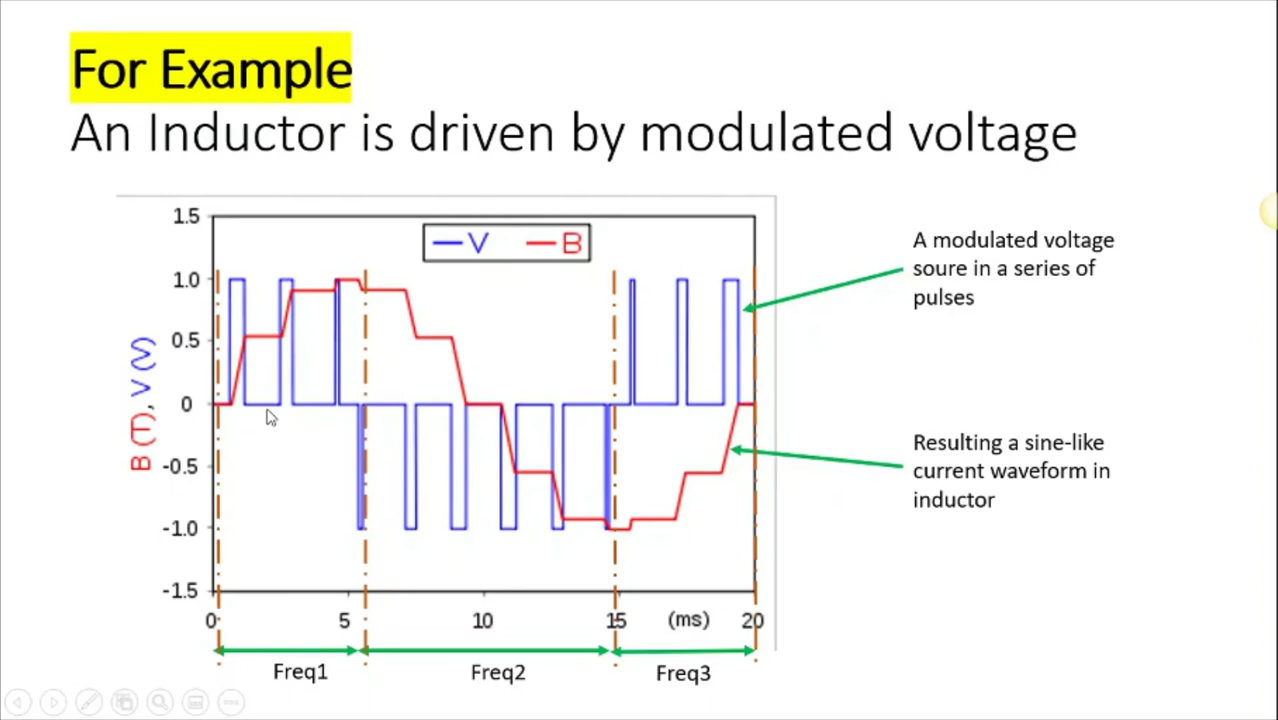 For Example
An Inductor is driven by modulated voltage
1.5
1.0
0.5
0
-0.5
-1.0
-1.5
B (T), V (V)
V B
0 5 10 15 (ms) 20
Freq1 Freq2 Freq3
A modulated voltage
soure in a series of
pulses
Resulting a sine-like
current waveform in
inductor